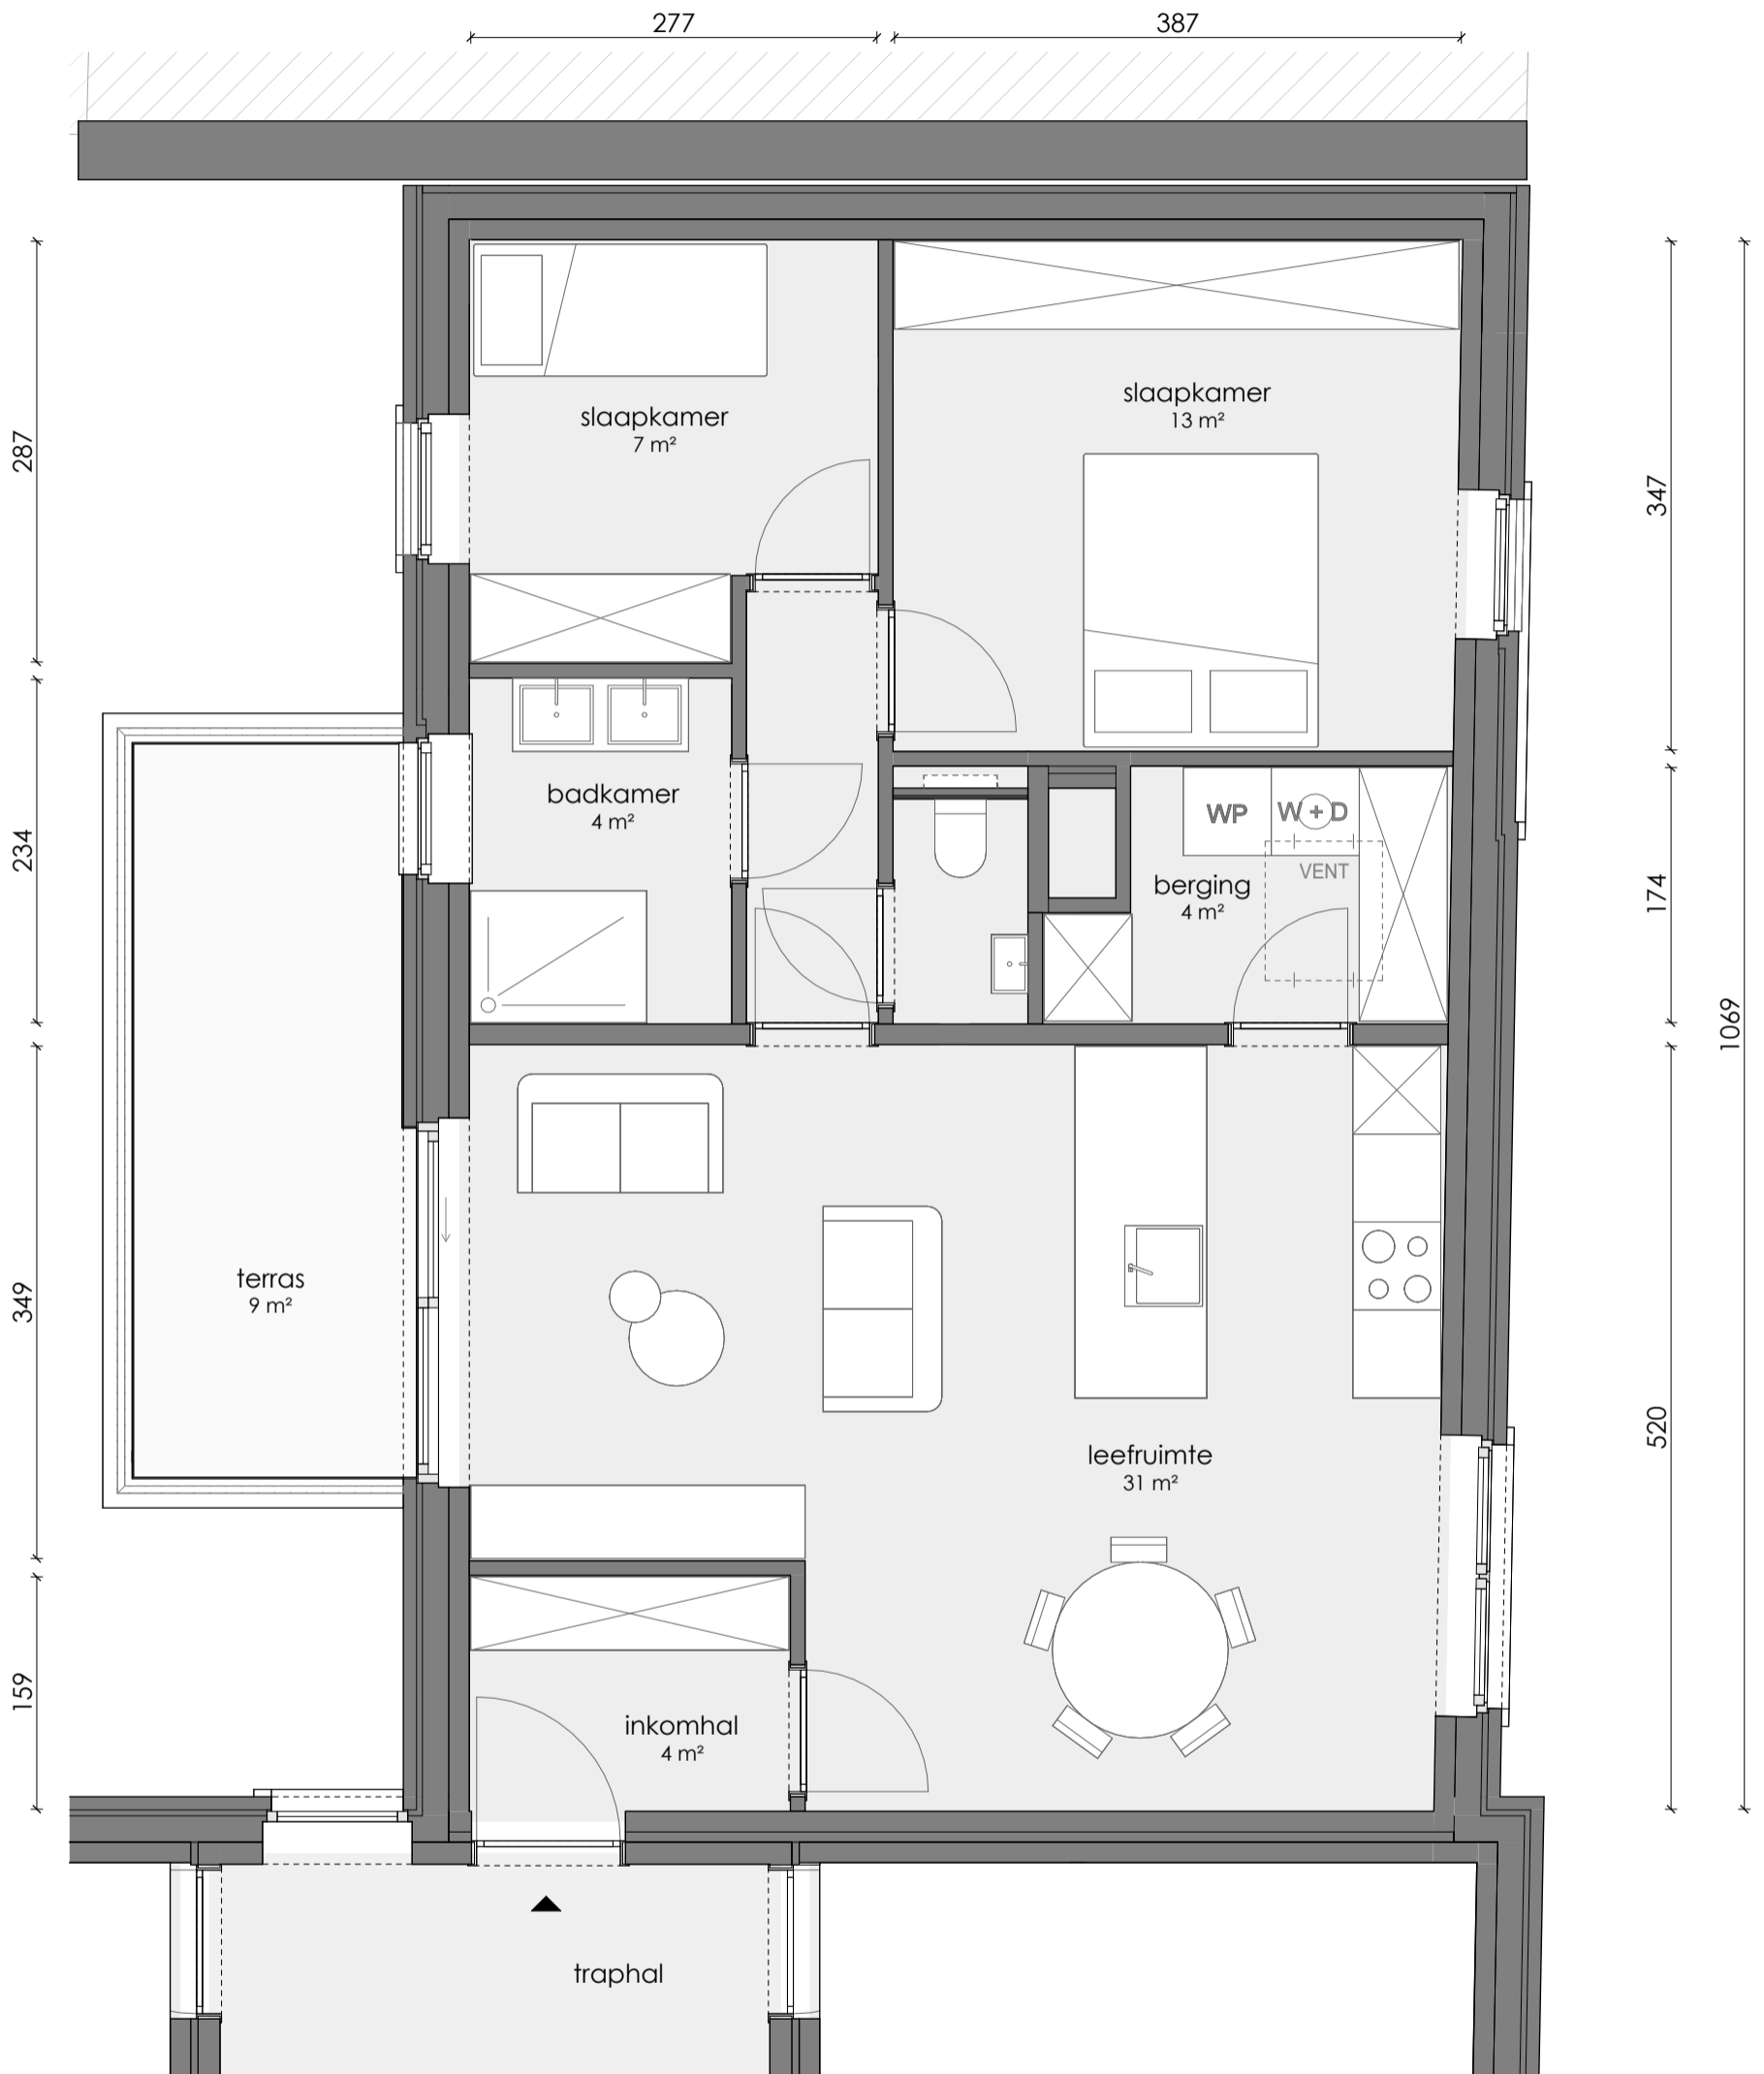 277
387
slaapkamer
7 m²
slaapkamer
13 m²
287
347
badkamer
4 m²
WP
W+D
VENT
berging
4 m²
234
174
1069
terras
9 m²
349
leefruimte
31 m²
520
inkomhal
4 m²
159
traphal